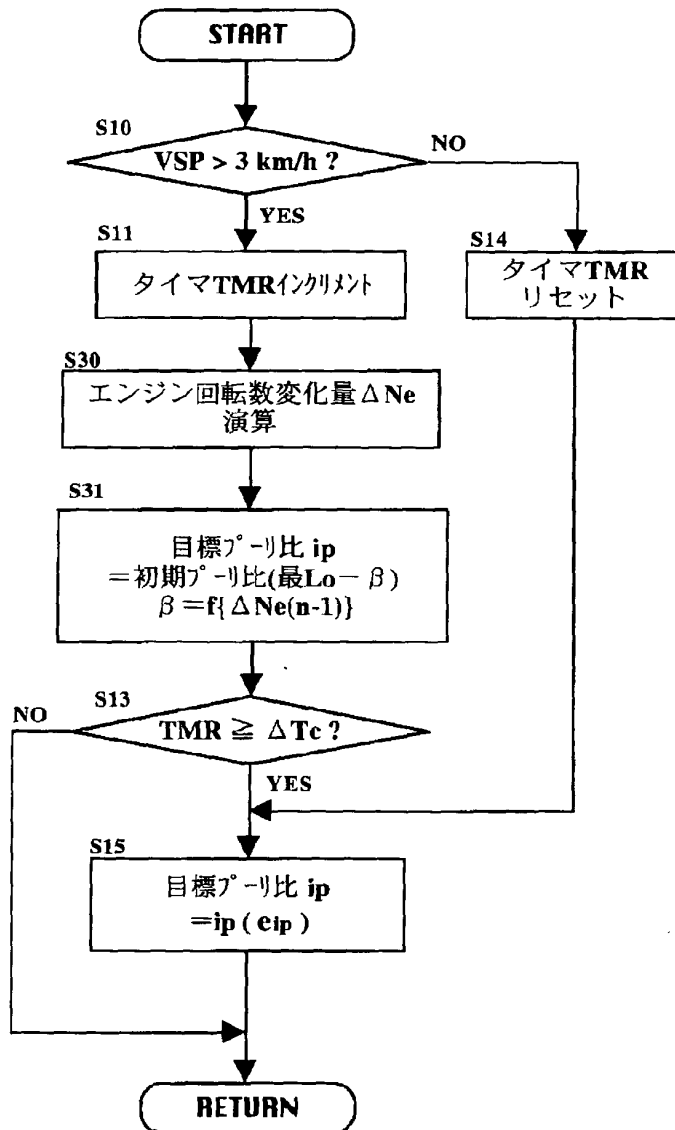 START
S10
VSP > 3 km/h ?
NO
YES
S11
タイマTMRインクリメント
S14
タイマTMR
リセット
S30
エンジン回転数変化量ΔNe
演算
S31
目標プーリ比 ip
=初期プーリ比(最Lo−β)
β=f{ΔNe(n-1)}
S13
NO
TMR ≧ ΔTc ?
YES
S15
目標プーリ比 ip
=ip ( eip )
RETURN